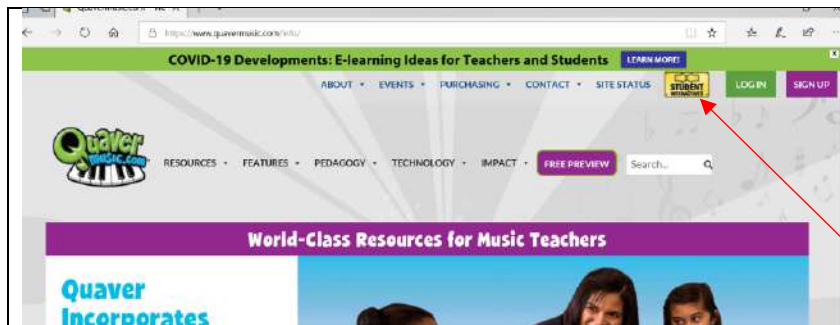 https://www.quavermusic.com/info/
COVID-19 Developments: E-learning Ideas for Teachers and Students LEARN MORE!
ABOUT EVENTS PURCHASING CONTACT SITE STATUS STUDENT INTERACTIVES LOG IN SIGN UP
Quaver music.com
RESOURCES FEATURES PEDAGOGY TECHNOLOGY IMPACT FREE PREVIEW Search...
World-Class Resources for Music Teachers
Quaver
Incorporates